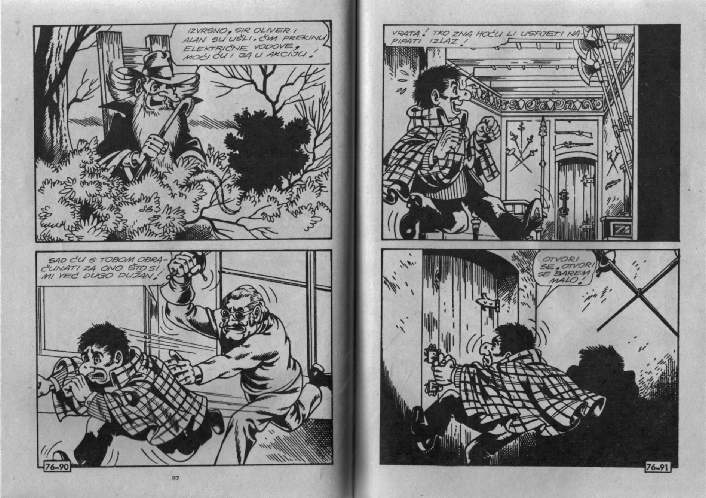 IZVRSNO, SIR OLIVER I
ALAN SU UŠLI, ČIM PREKINU
ELEKTRIČNE VODOVE,
MOĆI ĆU I JA U AKCIJU!
SAD ĆU S TOBOM OBRA-
ČUNATI ZA ONO ŠTO SI
MI VEĆ DUGO DUŽAN!
76-90
97
VRATA! TKO ZNA HOĆU LI USPJETI NA-
PIPATI IZLAZ!
OTVORI
SE, OTVORI
SE BAREM
MALO!
76-91